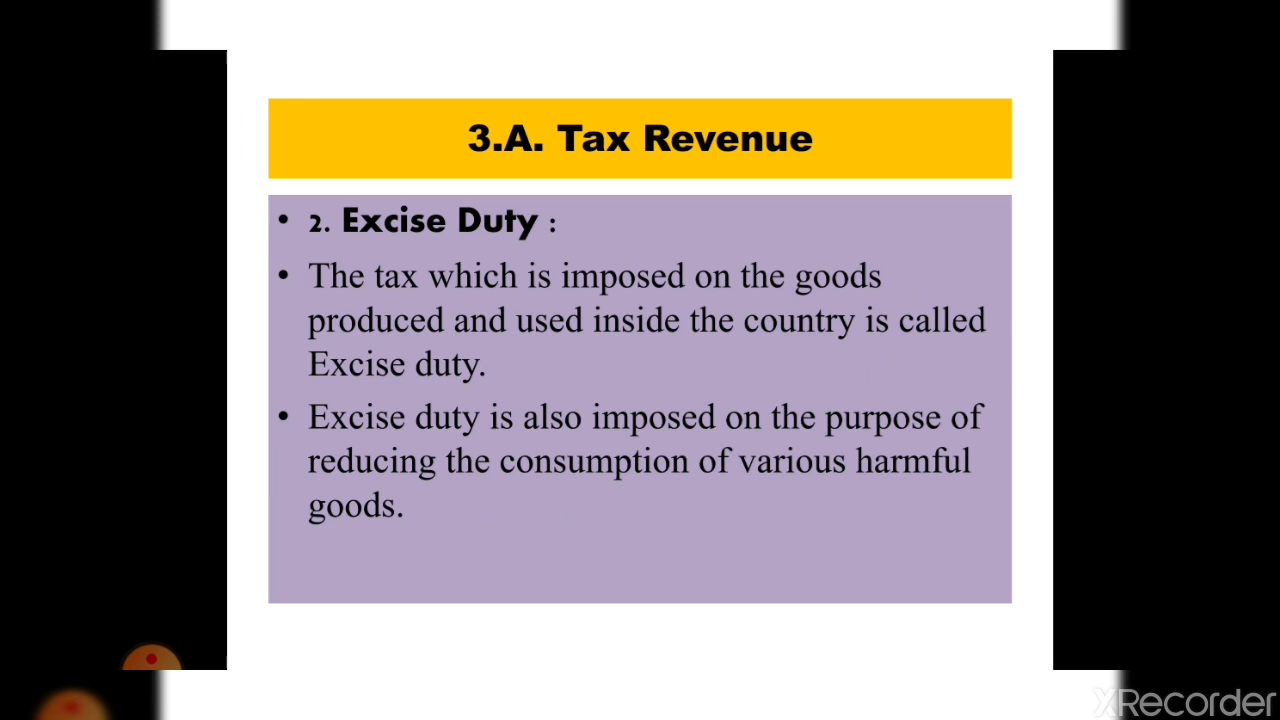 3.A. Tax Revenue
• 2. Excise Duty :
• The tax which is imposed on the goods
produced and used inside the country is called
Excise duty.
• Excise duty is also imposed on the purpose of
reducing the consumption of various harmful
goods.
XRecorder